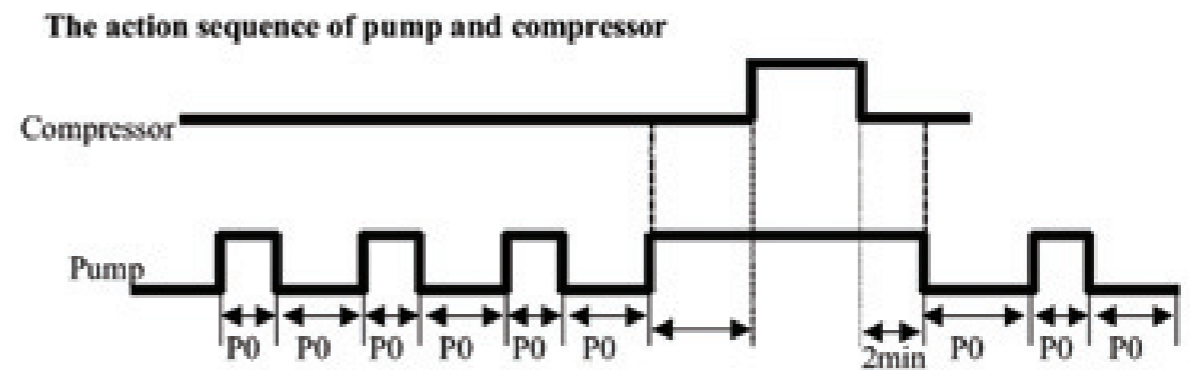 The action sequence of pump and compressor
Compressor
Pump
P0 P0 P0 P0 P0 P0 2min P0 P0 P0